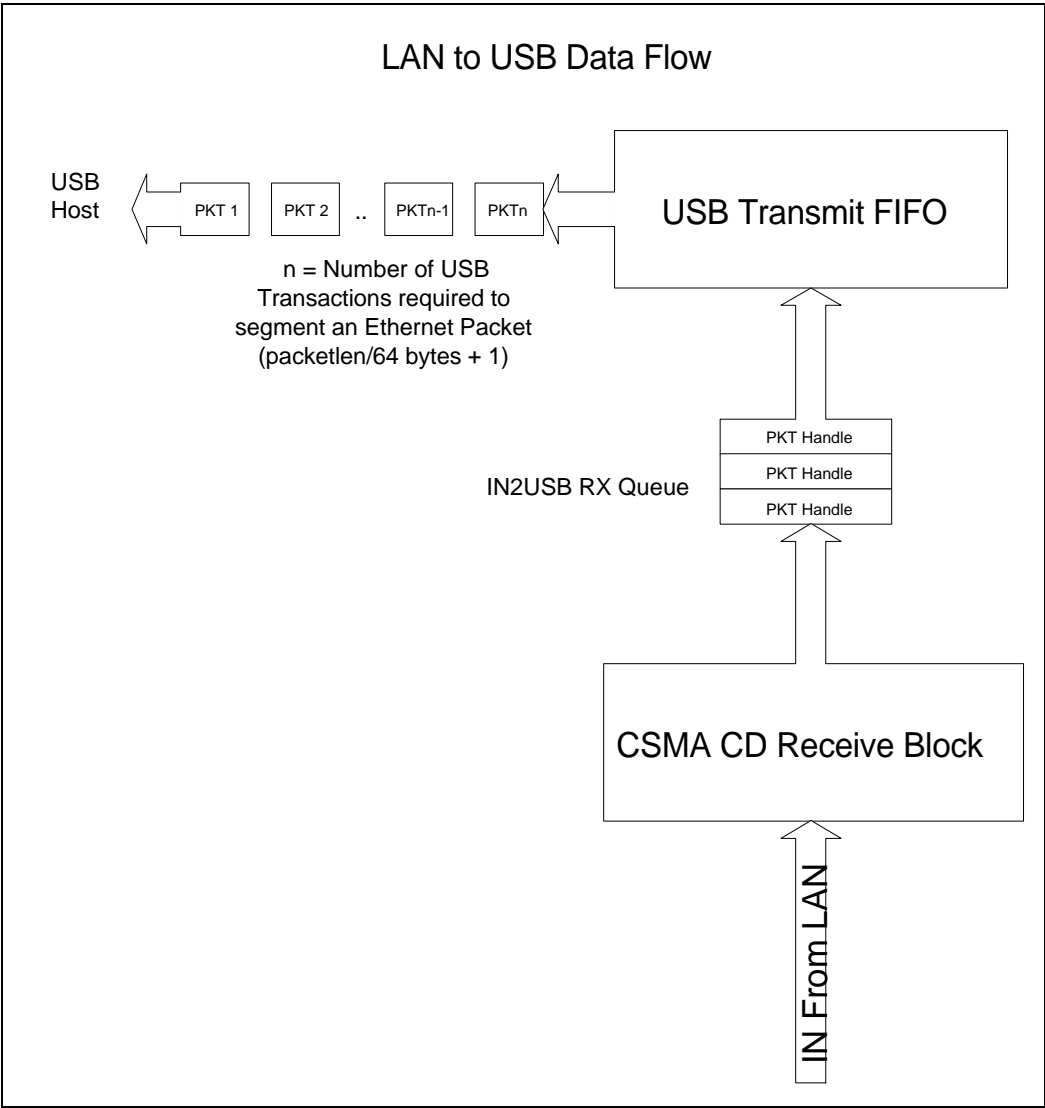 LAN to USB Data Flow
USB
Host
PKT 1
PKT 2
..
PKTn-1
PKTn
USB Transmit FIFO
n = Number of USB
Transactions required to
segment an Ethernet Packet
(packetlen/64 bytes + 1)
PKT Handle
PKT Handle
PKT Handle
IN2USB RX Queue
CSMA CD Receive Block
IN From LAN